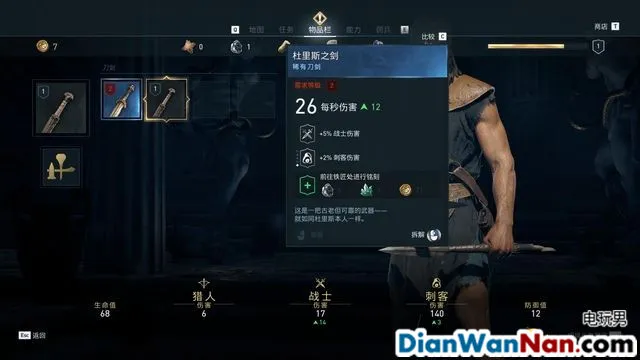 7
Q 地图 任务 物品栏 能力
0
1
比较 C
商店 T
1
刀剑
1
2
1
杜里斯之剑
稀有刀剑
需求等级 2
26 每秒伤害 12
+5% 战士伤害
+2% 刺客伤害
前往铁匠处进行铭刻
这是一把古老但可靠的武器——
就如同杜里斯本人一样。
拆解
生命值
68
猎人
伤害
6
战士
伤害
17
14
刺客
伤害
140
3
防御值
12
Esc 返回
电玩男
DianWanNan.com